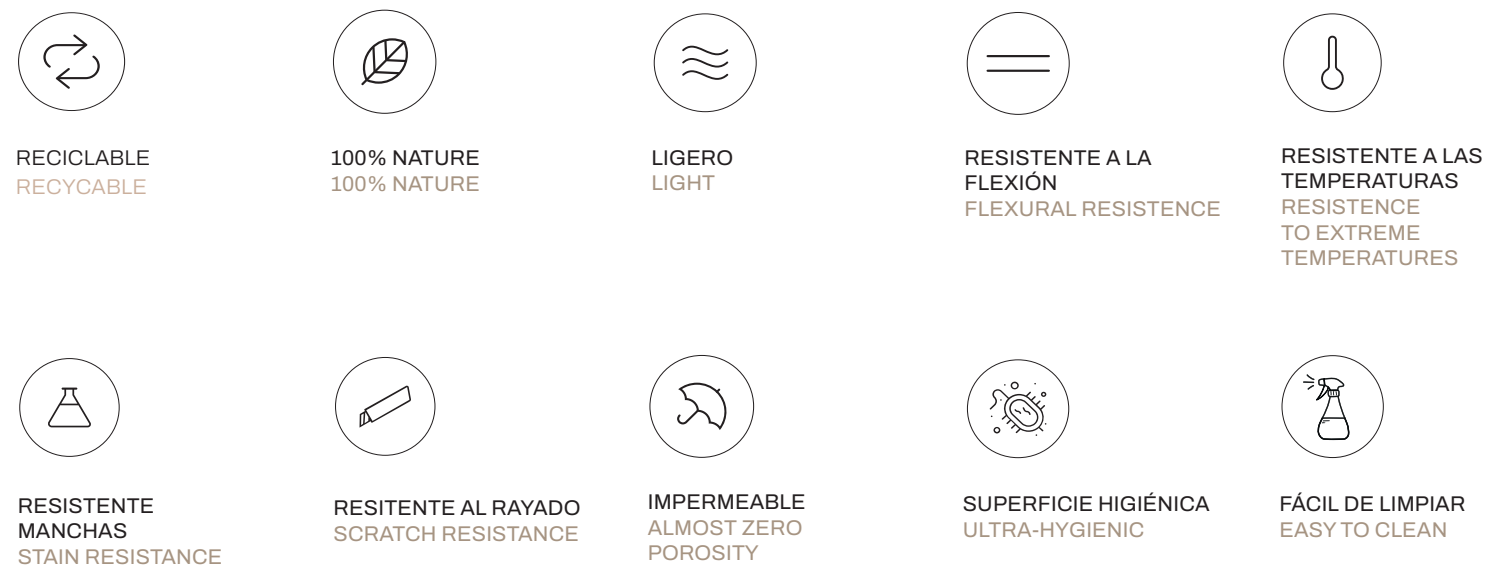 RECICLABLE
RECYCABLE
100% NATURE
100% NATURE
LIGERO
LIGHT
RESISTENTE A LA
FLEXIÓN
FLEXURAL RESISTENCE
RESISTENTE A LAS
TEMPERATURAS
RESISTENCE
TO EXTREME
TEMPERATURES
RESISTENTE
MANCHAS
STAIN RESISTANCE
RESITENTE AL RAYADO
SCRATCH RESISTANCE
IMPERMEABLE
ALMOST ZERO
POROSITY
SUPERFICIE HIGIÉNICA
ULTRA-HYGIENIC
FÁCIL DE LIMPIAR
EASY TO CLEAN